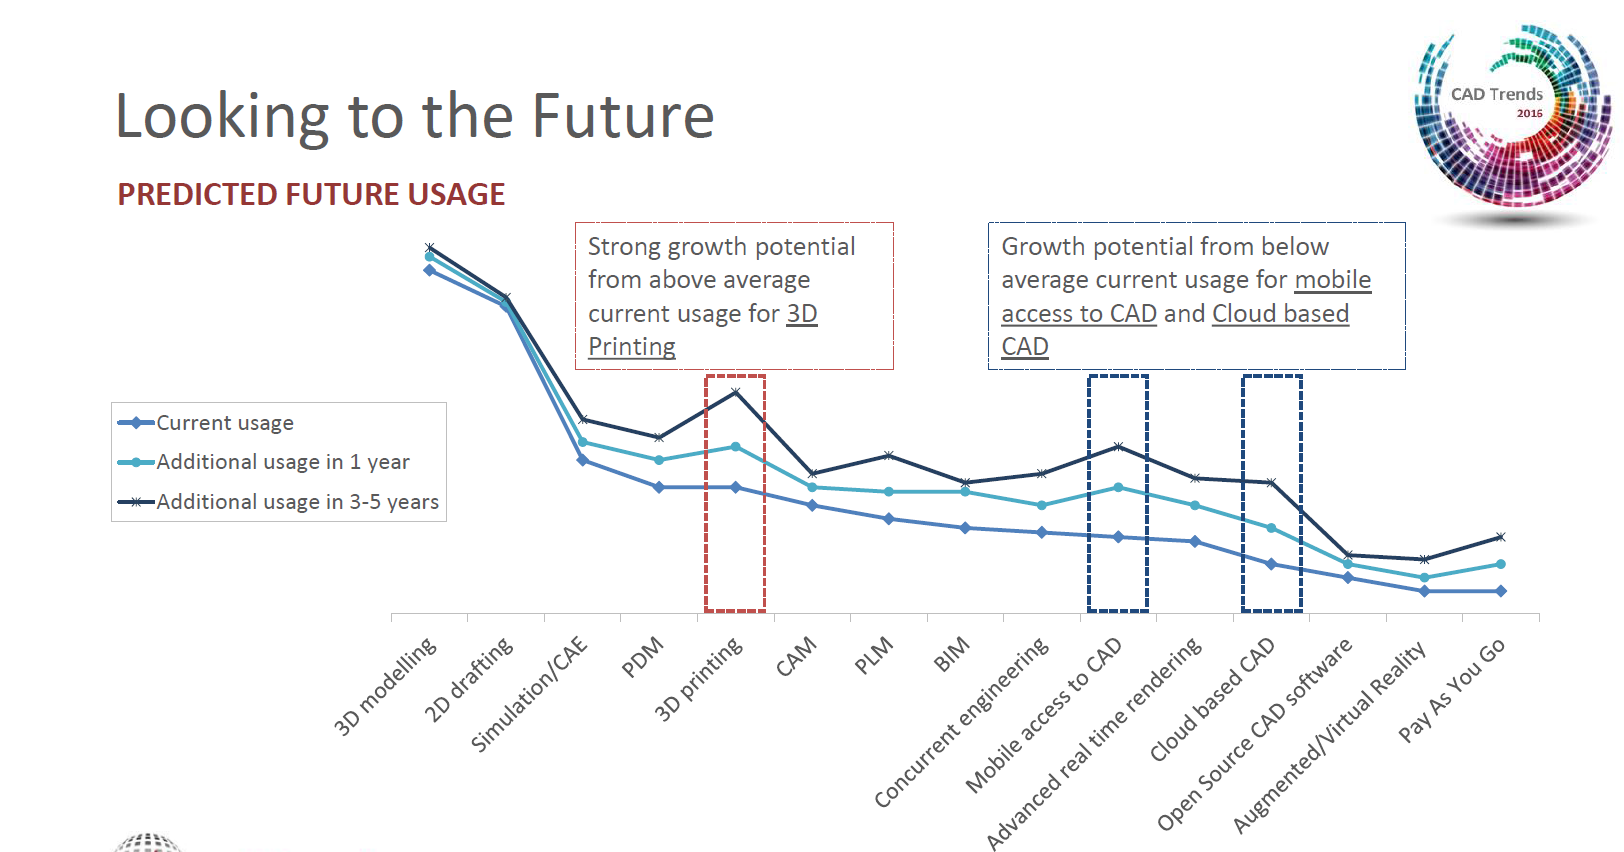 CAD Trends
2016
Looking to the Future
PREDICTED FUTURE USAGE
Strong growth potential
from above average
current usage for 3D
Printing
Growth potential from below
average current usage for mobile
access to CAD and Cloud based
CAD
Current usage
Additional usage in 1 year
Additional usage in 3-5 years
3D modelling
2D drafting
Simulation/CAE
PDM
3D printing
CAM
PLM
BIM
Concurrent engineering
Mobile access to CAD
Advanced real time rendering
Cloud based CAD
Open Source CAD software
Augmented/Virtual Reality
Pay As You Go